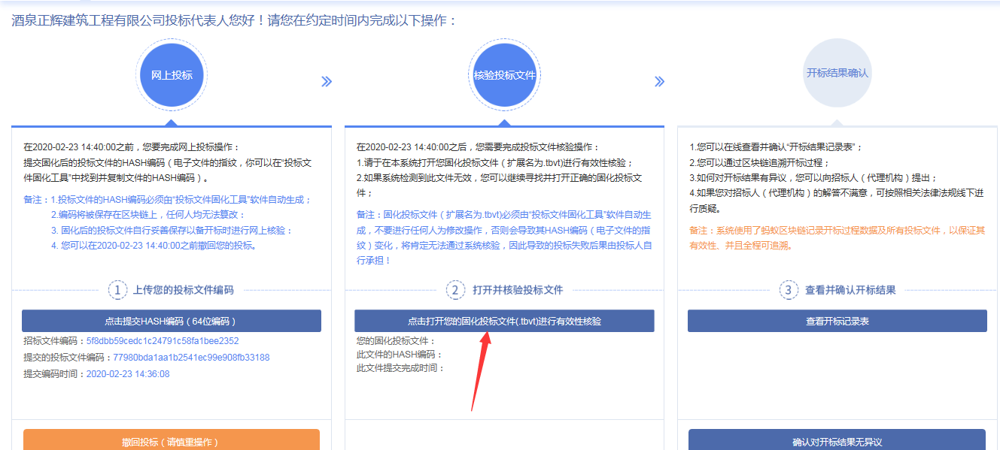 酒泉正辉建筑工程有限公司投标代表人您好！请您在约定时间内完成以下操作：
网上投标
核验投标文件
开标结果确认
在2020-02-23 14:40:00之前，您要完成网上投标操作：
提交固化后的投标文件的HASH编码（电子文件的指纹，你可以在“投标文
件固化工具”中找到并复制文件的HASH编码）。
备注：1.投标文件的HASH编码必须由“投标文件固化工具”软件自动生成；
2.编码将被保存在区块链上，任何人均无法篡改：
3. 固化后的投标文件自行妥善保存以备开标时进行网上核验：
4. 您可以在2020-02-23 14:40:00之前撤回您的投标。
1 上传您的投标文件编码
点击提交HASH编码（64位编码）
招标文件编码：5f8dbb59cedc1c24791c58fa1bee2352
提交的投标文件编码：77980bda1aa1b2541ec99e908fb33188
提交编码时间：2020-02-23 14:36:08
撤回投标（请慎重操作）
在2020-02-23 14:40:00之后，您需要完成投标文件核验操作：
1.请于在本系统打开您固化投标文件（扩展名为.tbvt)进行有效性核验；
2.如果系统检测到此文件无效，您可以继续寻找并打开正确的固化投标文
件；
备注：固化投标文件（扩展名为.tbvt)必须由“投标文件固化工具”软件自动生
成，不要进行任何人为修改操作，否则会导致其HASH编码（电子文件的指
纹）变化，将肯定无法通过系统核验，因此导致的投标失败后果由投标人自
行承担！
2 打开并核验投标文件
点击打开您的固化投标文件(.tbvt)进行有效性核验
您的固化投标文件：
此文件的HASH编码：
此文件提交完成时间：
1.您可以在线查看并确认“开标结果记录表”；
2.您可以通过区块链追溯开标过程；
3.如何对开标结果有异议，您可以向招标人（代理机构）提出；
4.如果您对招标人（代理机构）的解答不满意，可按照相关法律法规线下进
行质疑。
备注：系统使用了蚂蚁区块链记录开标过程数据及所有投标文件，以保证其
有效性、并且全程可追溯。
3 查看并确认开标结果
查看开标记录表
确认对开标结果无异议